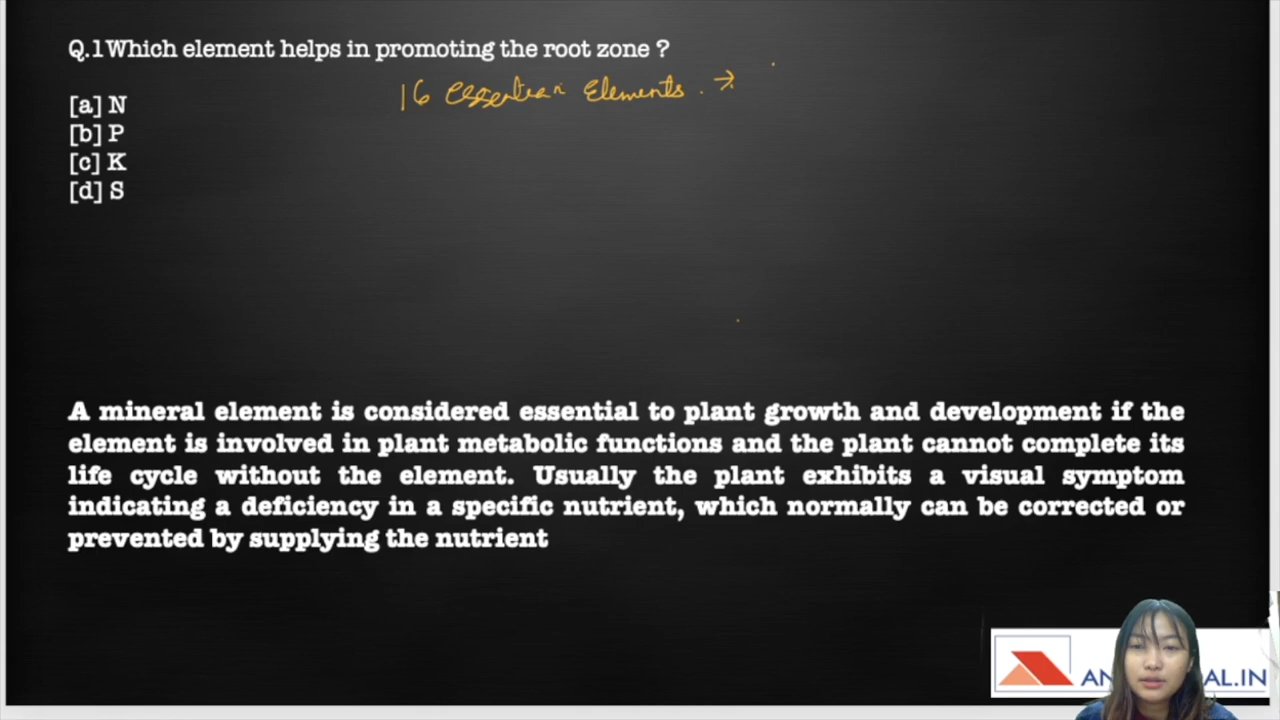 Q.1Which element helps in promoting the root zone ?
16 Elements . →
[a] N
[b] P
[c] K
[d] S
A mineral element is considered essential to plant growth and development if the
element is involved in plant metabolic functions and the plant cannot complete its
life cycle without the element. Usually the plant exhibits a visual symptom
indicating a deficiency in a specific nutrient, which normally can be corrected or
prevented by supplying the nutrient